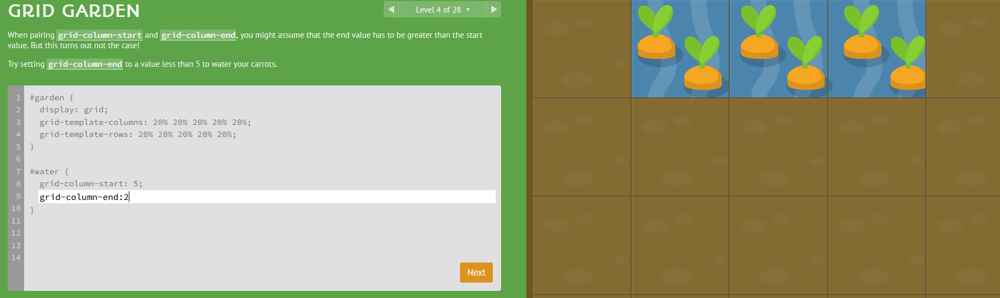 GRID GARDEN
◀ Level 4 of 28 ▾ ▶
When pairing grid-column-start and grid-column-end, you might assume that the end value has to be greater than the start
value. But this turns out not the case!
Try setting grid-column-end to a value less than 5 to water your carrots.
1 #garden {
2 display: grid;
3 grid-template-columns: 20% 20% 20% 20% 20%;
4 grid-template-rows: 20% 20% 20% 20% 20%;
5 }
6
7 #water {
8 grid-column-start: 5;
9 grid-column-end:2
10 }
11
12
13
14
Next